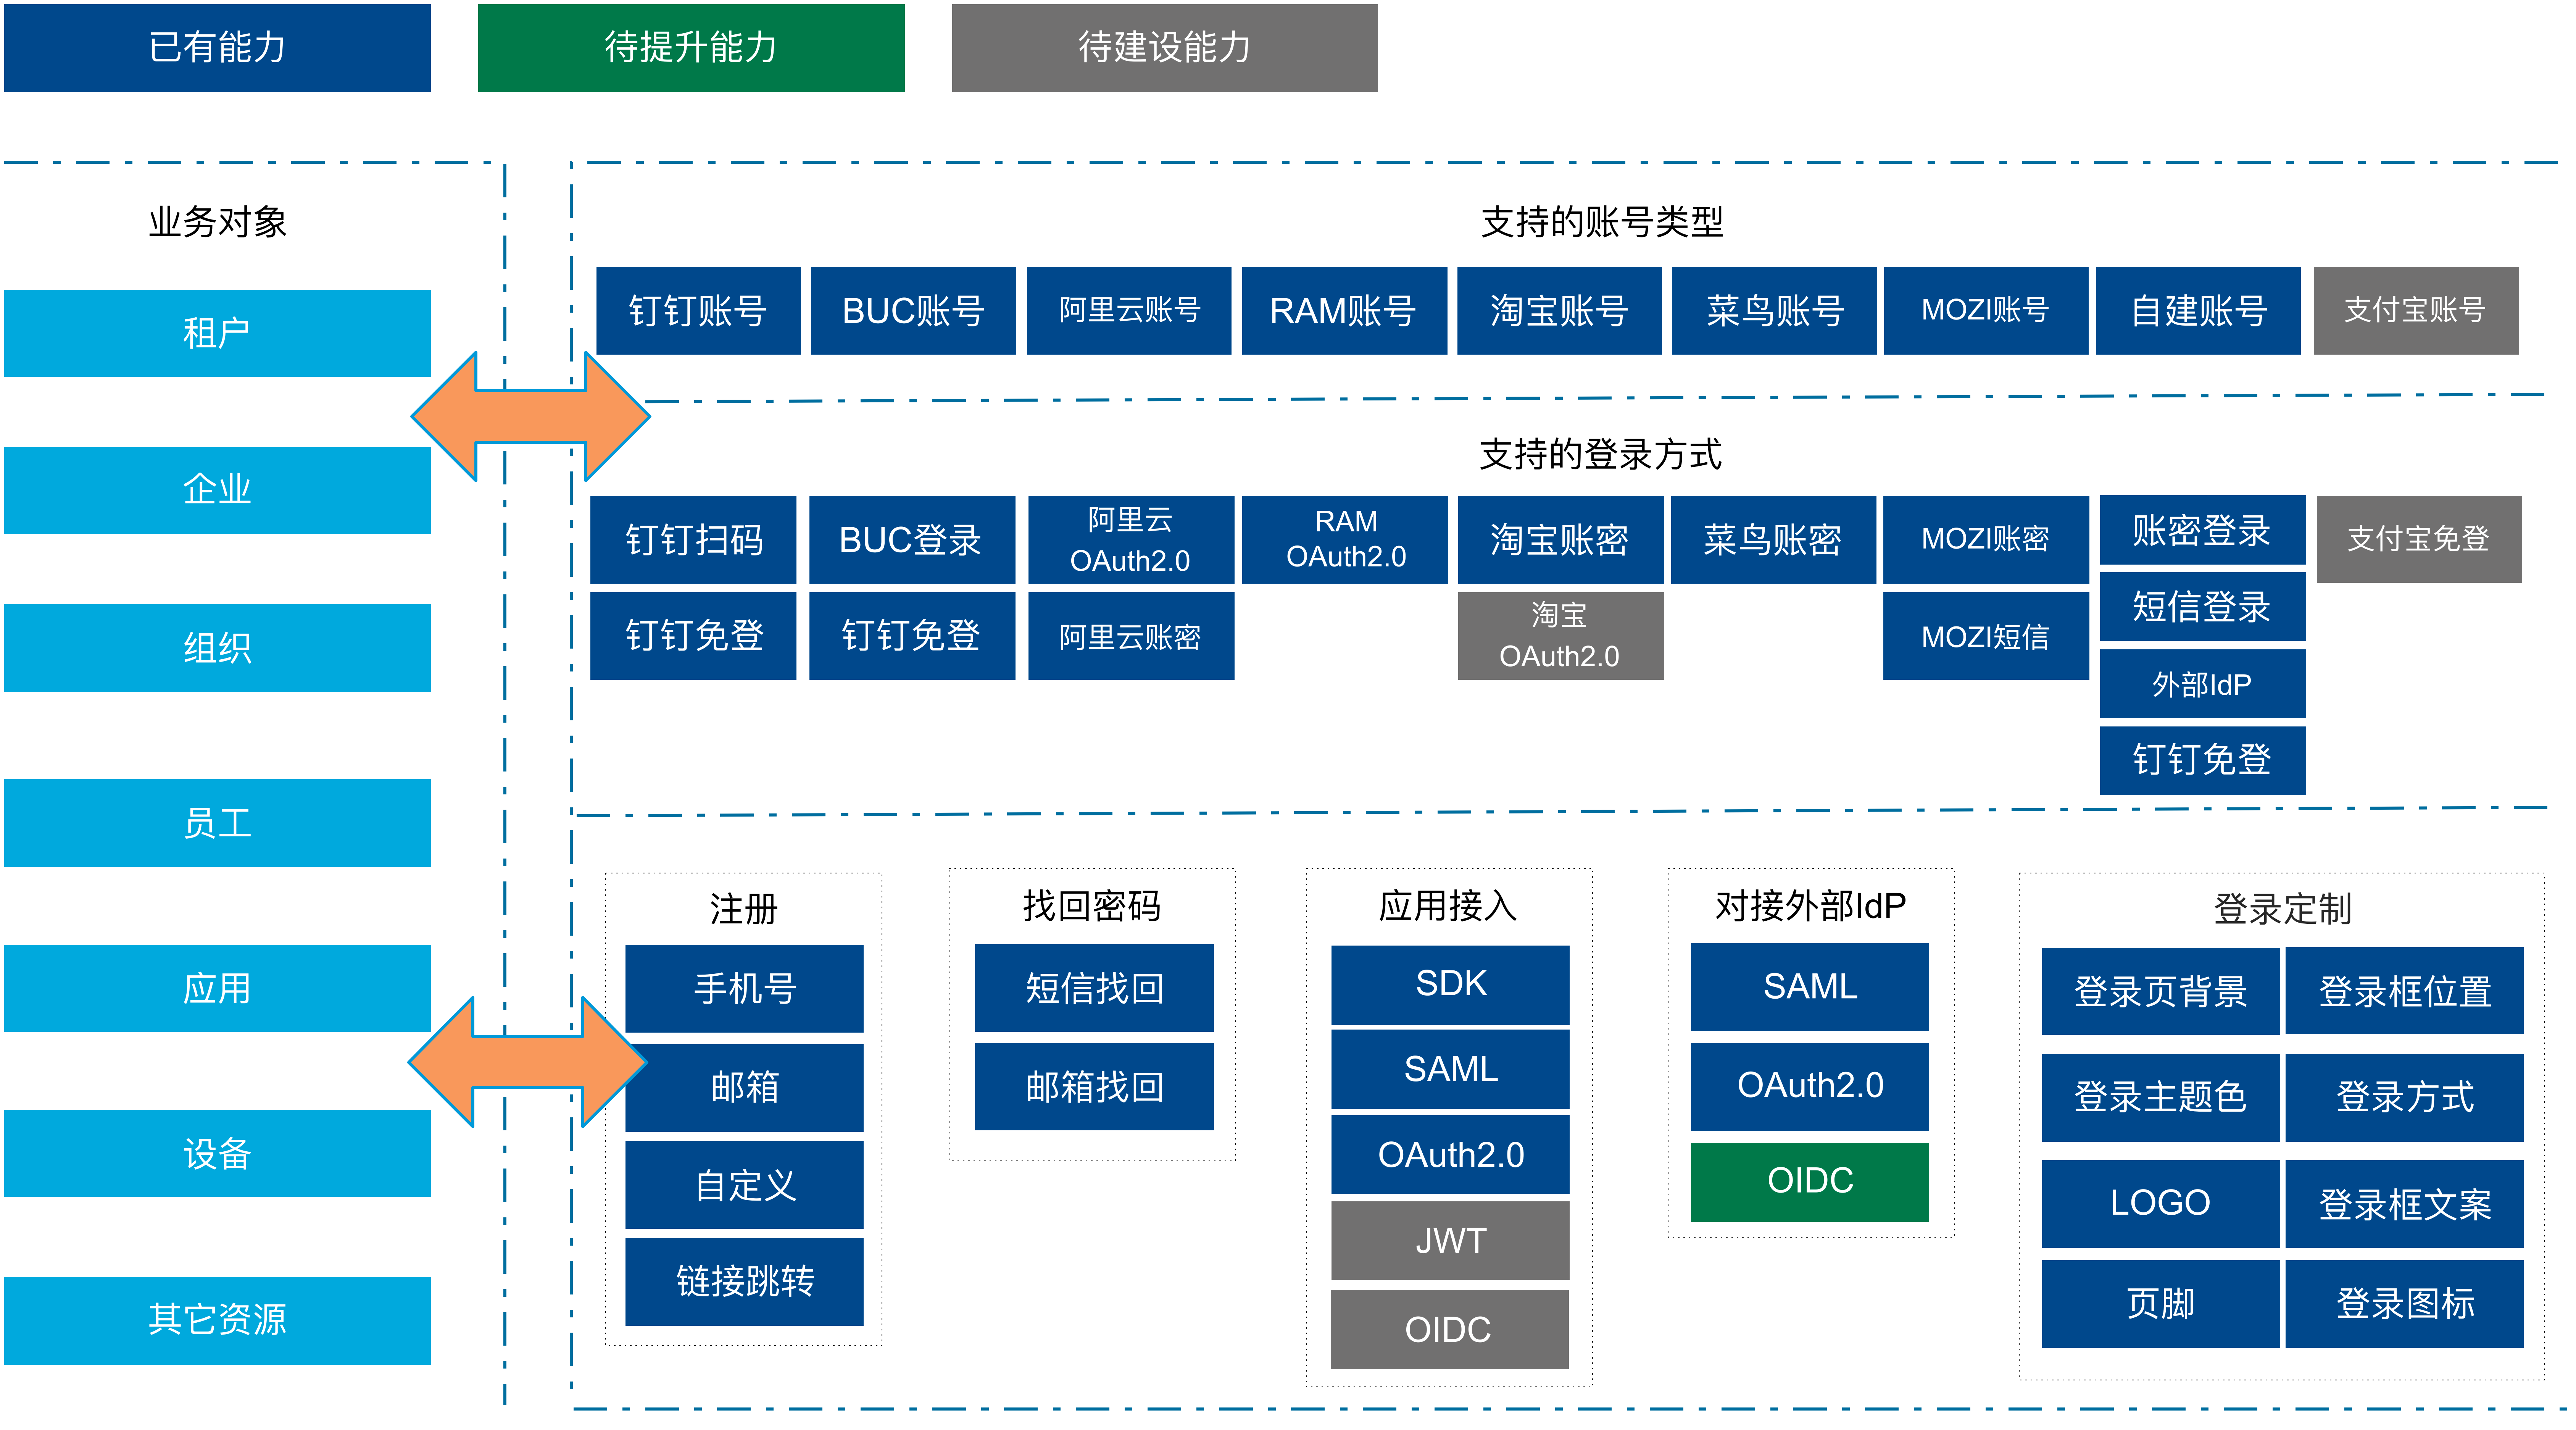 已有能力
待提升能力
待建设能力
业务对象
租户
企业
组织
员工
应用
设备
其它资源
支持的账号类型
钉钉账号
BUC账号
阿里云账号
RAM账号
淘宝账号
菜鸟账号
MOZI账号
自建账号
支付宝账号
支持的登录方式
钉钉扫码
钉钉免登
BUC登录
钉钉免登
阿里云
OAuth2.0
阿里云账密
RAM
OAuth2.0
淘宝账密
淘宝
OAuth2.0
菜鸟账密
MOZI账密
MOZI短信
账密登录
短信登录
外部IdP
钉钉免登
支付宝免登
注册
手机号
邮箱
自定义
链接跳转
找回密码
短信找回
邮箱找回
应用接入
SDK
SAML
OAuth2.0
JWT
OIDC
对接外部IdP
SAML
OAuth2.0
OIDC
登录定制
登录页背景
登录框位置
登录主题色
登录方式
LOGO
登录框文案
页脚
登录图标